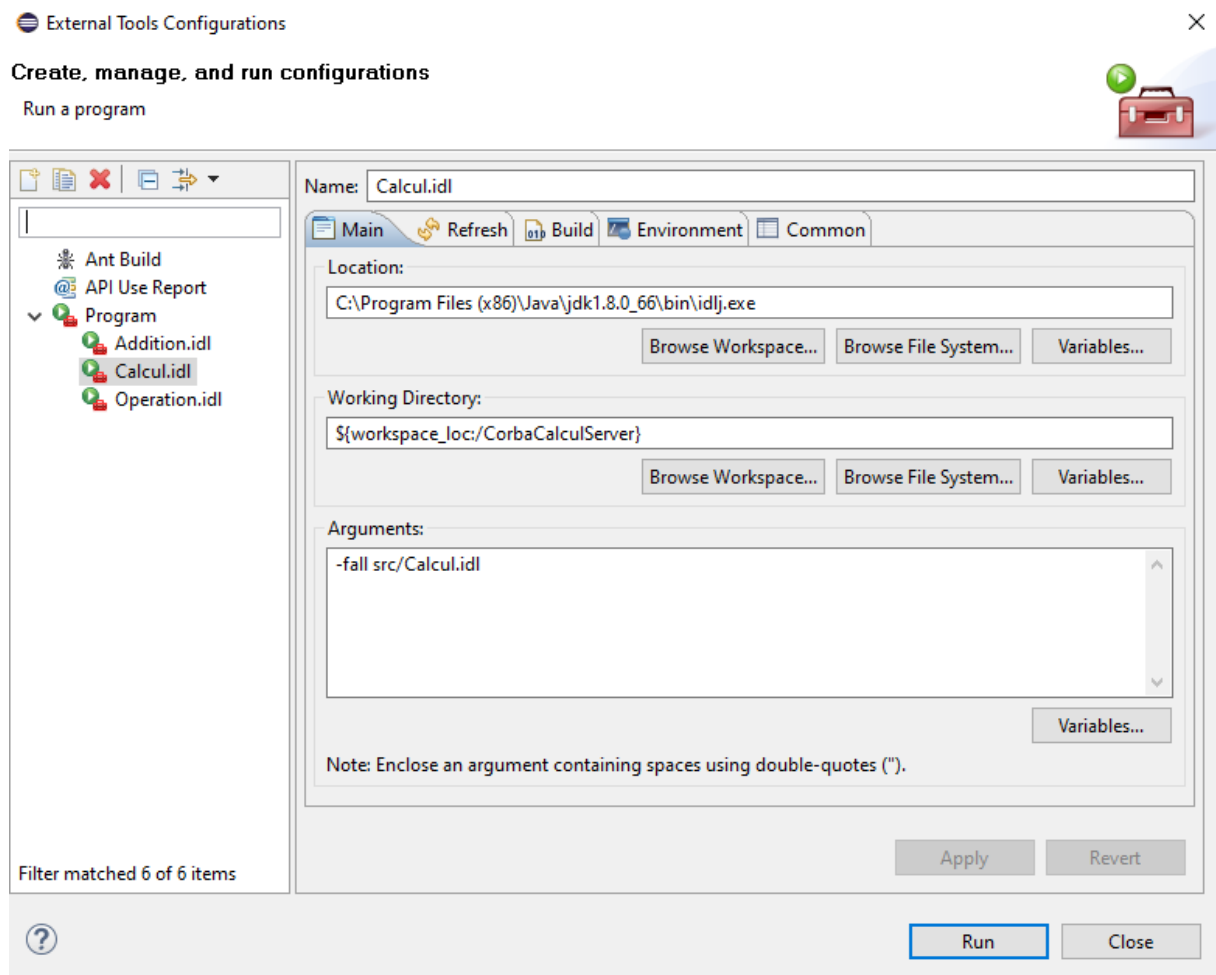 External Tools Configurations
Create, manage, and run configurations
Run a program
Name: Calcul.idl
Main Refresh Build Environment Common
Ant Build
API Use Report
Program
Addition.idl
Calcul.idl
Operation.idl
Filter matched 6 of 6 items
Location:
C:\Program Files (x86)\Java\jdk1.8.0_66\bin\idlj.exe
Browse Workspace... Browse File System... Variables...
Working Directory:
${workspace_loc:/CorbaCalculServer}
Browse Workspace... Browse File System... Variables...
Arguments:
-fall src/Calcul.idl
Variables...
Note: Enclose an argument containing spaces using double-quotes (").
Apply Revert
Run Close